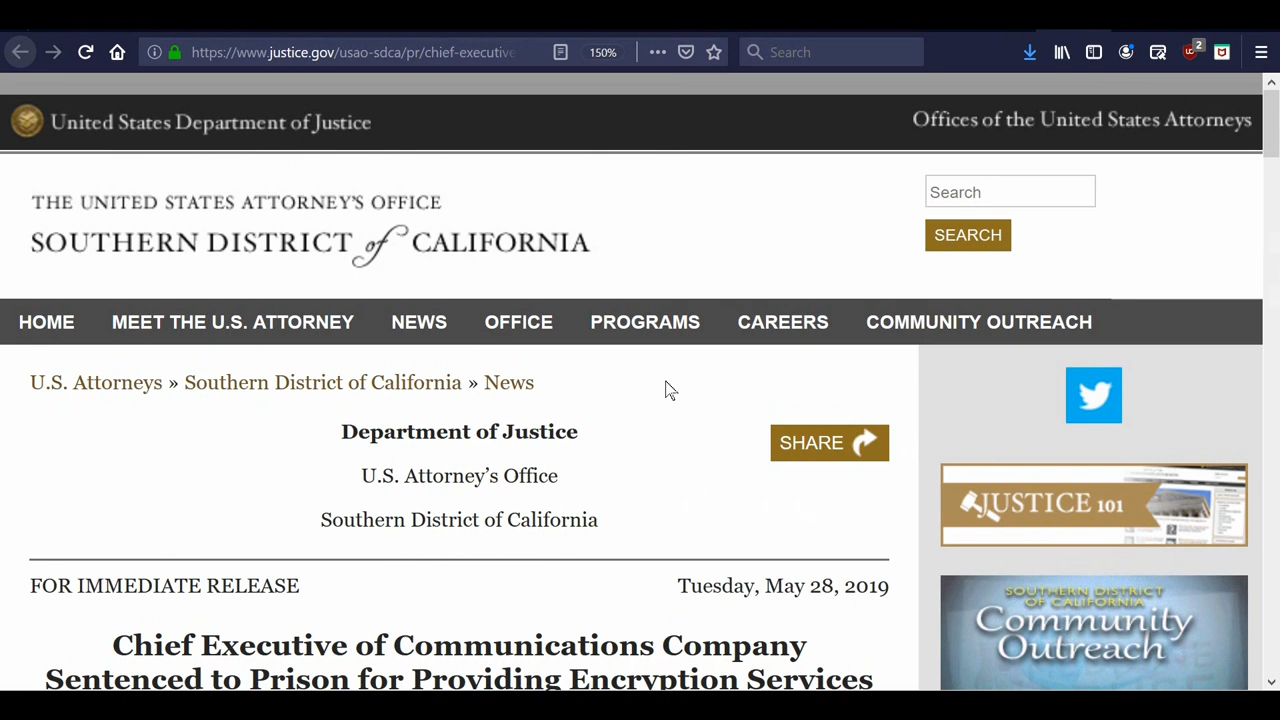 https://www.justice.gov/usao-sdca/pr/chief-executive
150%
Search
2
United States Department of Justice
Offices of the United States Attorneys
THE UNITED STATES ATTORNEY'S OFFICE
SOUTHERN DISTRICT of CALIFORNIA
Search
SEARCH
HOME MEET THE U.S. ATTORNEY NEWS OFFICE PROGRAMS CAREERS COMMUNITY OUTREACH
U.S. Attorneys » Southern District of California » News
Department of Justice
SHARE
U.S. Attorney’s Office
Southern District of California
JUSTICE 101
FOR IMMEDIATE RELEASE
Tuesday, May 28, 2019
SOUTHERN DISTRICT
OF CALIFORNIA
Community
Outreach
Chief Executive of Communications Company
Sentenced to Prison for Providing Encryption Services